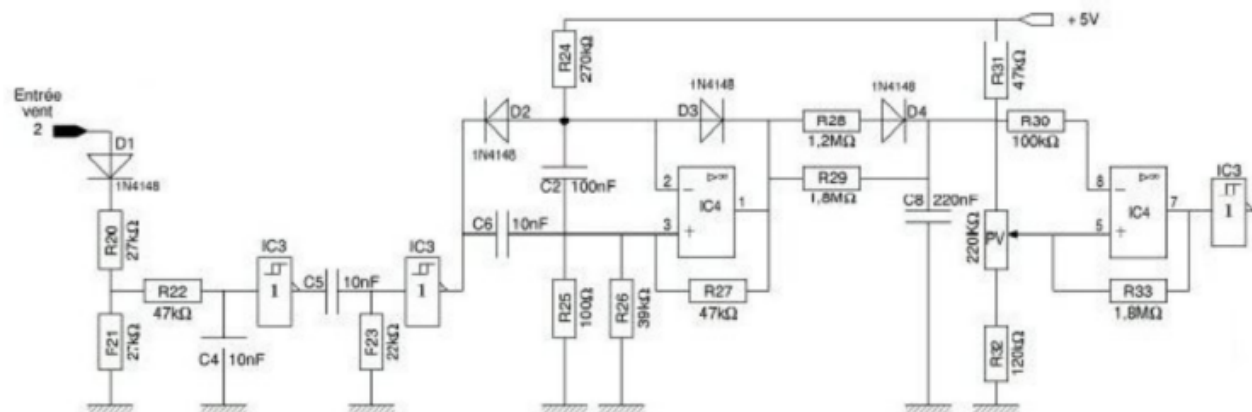 + 5V
R24
270kΩ
R31
47kΩ
Entrée
vent
2
D1
1N4148
D2
1N4148
1N4148
D3
R28
1,2MΩ
1N4148
D4
R30
100kΩ
C2
100nF
2
−
▷∞
IC4
3
+
1
R29
1,8MΩ
C8
220nF
220KΩ
PV
6
−
▷∞
IC4
5
+
7
IC3
1
R20
27kΩ
R22
47kΩ
IC3
1
C5
10nF
IC3
1
C6
10nF
F21
27kΩ
C4
10nF
F23
22kΩ
R25
100Ω
R26
39kΩ
R27
47kΩ
R32
120kΩ
R33
1,8MΩ